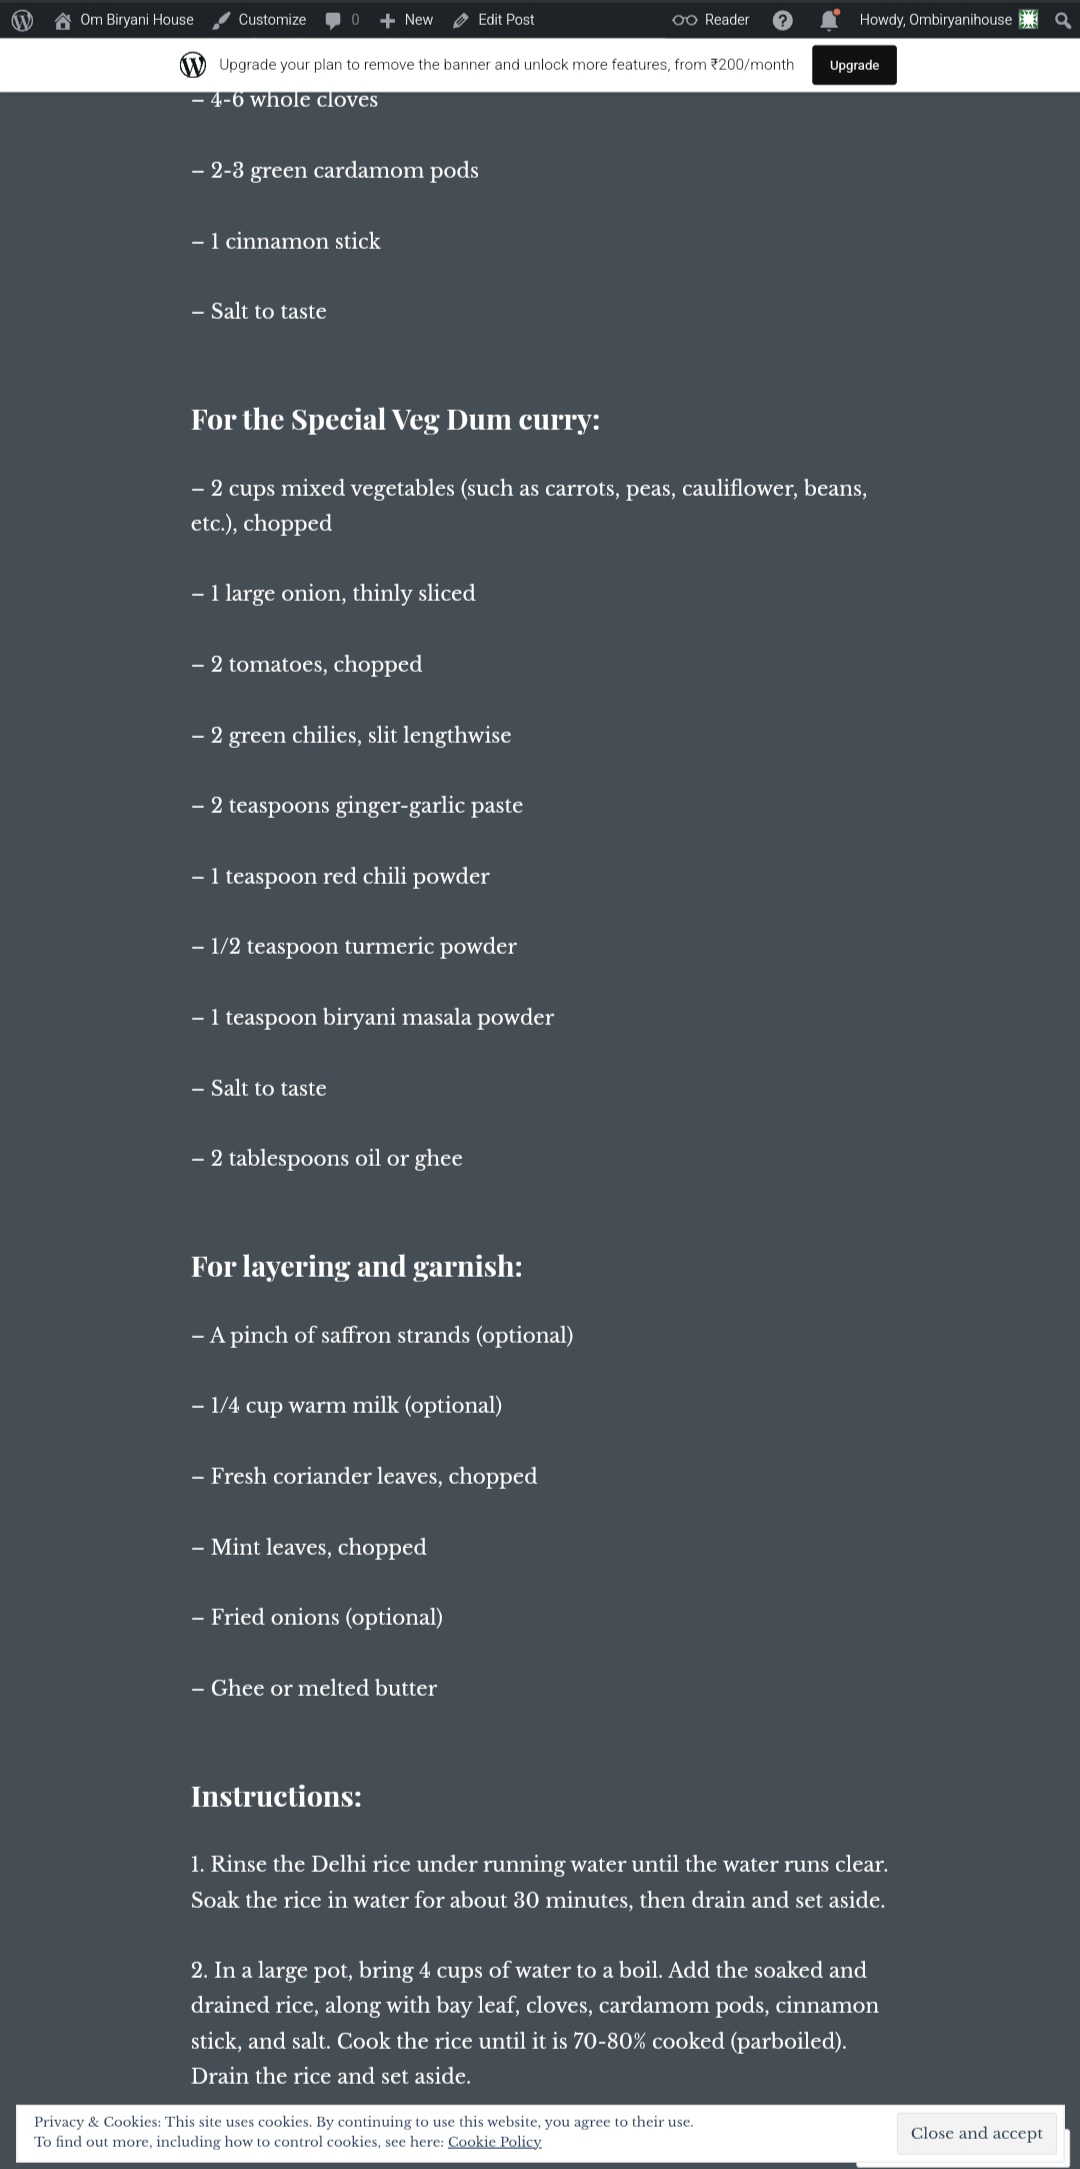 Om Biryani House Customize 0 New Edit Post Reader Howdy, Ombiryanihouse
Upgrade your plan to remove the banner and unlock more features, from ₹200/month Upgrade
– 4-6 whole cloves
– 2-3 green cardamom pods
– 1 cinnamon stick
– Salt to taste
For the Special Veg Dum curry:
– 2 cups mixed vegetables (such as carrots, peas, cauliflower, beans,
etc.), chopped
– 1 large onion, thinly sliced
– 2 tomatoes, chopped
– 2 green chilies, slit lengthwise
– 2 teaspoons ginger-garlic paste
– 1 teaspoon red chili powder
– 1/2 teaspoon turmeric powder
– 1 teaspoon biryani masala powder
– Salt to taste
– 2 tablespoons oil or ghee
For layering and garnish:
– A pinch of saffron strands (optional)
– 1/4 cup warm milk (optional)
– Fresh coriander leaves, chopped
– Mint leaves, chopped
– Fried onions (optional)
– Ghee or melted butter
Instructions:
1. Rinse the Delhi rice under running water until the water runs clear.
Soak the rice in water for about 30 minutes, then drain and set aside.
2. In a large pot, bring 4 cups of water to a boil. Add the soaked and
drained rice, along with bay leaf, cloves, cardamom pods, cinnamon
stick, and salt. Cook the rice until it is 70-80% cooked (parboiled).
Drain the rice and set aside.
Privacy & Cookies: This site uses cookies. By continuing to use this website, you agree to their use.
To find out more, including how to control cookies, see here: Cookie Policy
Close and accept